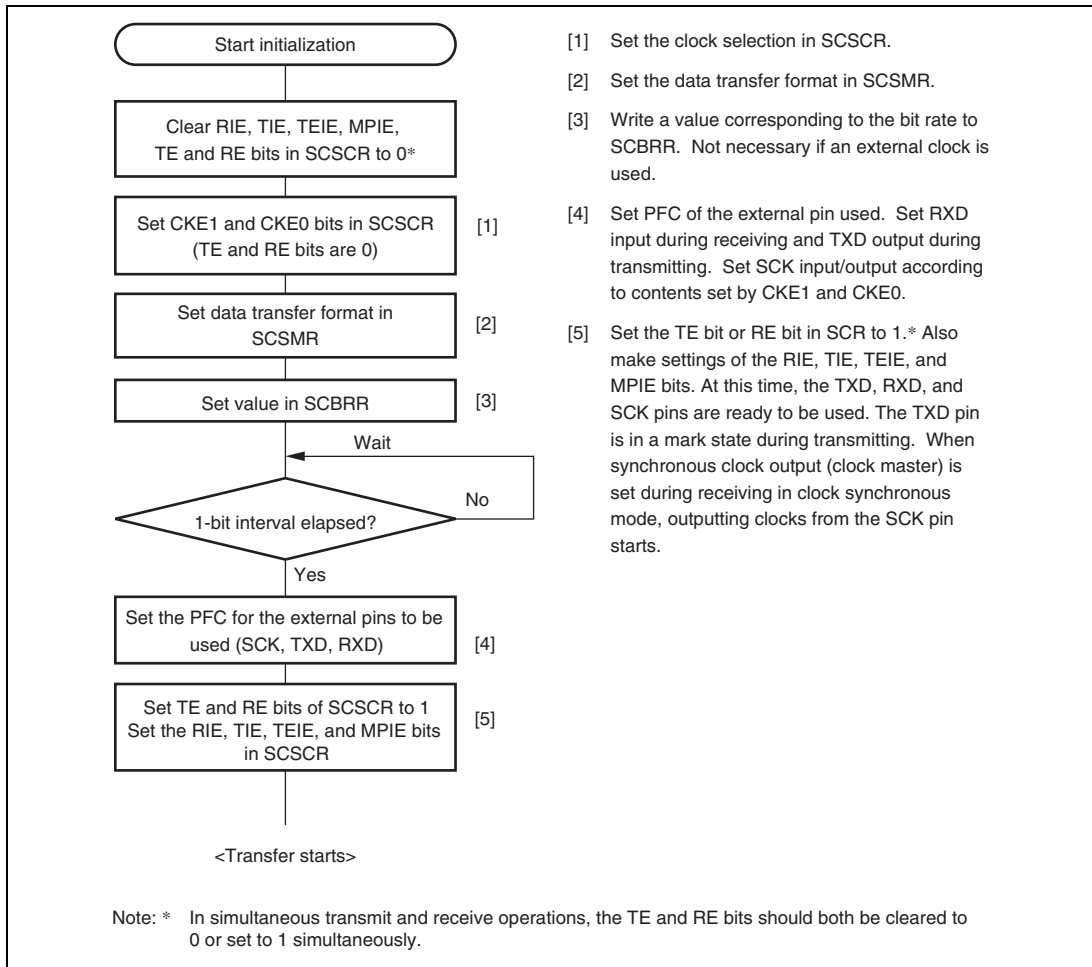 Start initialization
Clear RIE, TIE, TEIE, MPIE,
TE and RE bits in SCSCR to 0*
Set CKE1 and CKE0 bits in SCSCR
(TE and RE bits are 0)
[1]
Set data transfer format in
SCSMR
[2]
Set value in SCBRR
[3]
Wait
No
1-bit interval elapsed?
Yes
Set the PFC for the external pins to be
used (SCK, TXD, RXD)
[4]
Set TE and RE bits of SCSCR to 1
Set the RIE, TIE, TEIE, and MPIE bits
in SCSCR
[5]
<Transfer starts>
[1] Set the clock selection in SCSCR.
[2] Set the data transfer format in SCSMR.
[3] Write a value corresponding to the bit rate to
SCBRR. Not necessary if an external clock is
used.
[4] Set PFC of the external pin used. Set RXD
input during receiving and TXD output during
transmitting. Set SCK input/output according
to contents set by CKE1 and CKE0.
[5] Set the TE bit or RE bit in SCR to 1.* Also
make settings of the RIE, TIE, TEIE, and
MPIE bits. At this time, the TXD, RXD, and
SCK pins are ready to be used. The TXD pin
is in a mark state during transmitting. When
synchronous clock output (clock master) is
set during receiving in clock synchronous
mode, outputting clocks from the SCK pin
starts.
Note: * In simultaneous transmit and receive operations, the TE and RE bits should both be cleared to
0 or set to 1 simultaneously.